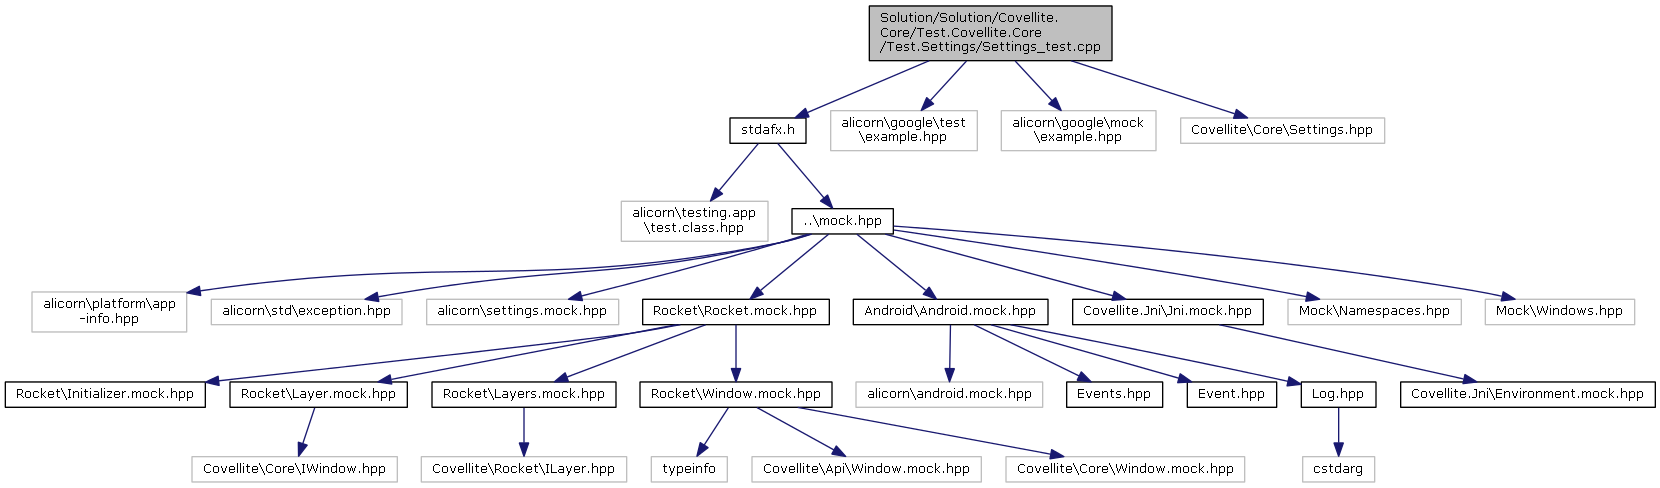 Solution/Solution/Covellite.
Core/Test.Covellite.Core
/Test.Settings/Settings_test.cpp
stdafx.h
alicorn\google\test
\example.hpp
alicorn\google\mock
\example.hpp
Covellite\Core\Settings.hpp
alicorn\testing.app
\test.class.hpp
..\mock.hpp
alicorn\platform\app
-info.hpp
alicorn\std\exception.hpp
alicorn\settings.mock.hpp
Rocket\Rocket.mock.hpp
Android\Android.mock.hpp
Covellite.Jni\Jni.mock.hpp
Mock\Namespaces.hpp
Mock\Windows.hpp
Rocket\Initializer.mock.hpp
Rocket\Layer.mock.hpp
Rocket\Layers.mock.hpp
Rocket\Window.mock.hpp
alicorn\android.mock.hpp
Events.hpp
Event.hpp
Log.hpp
Covellite.Jni\Environment.mock.hpp
Covellite\Core\IWindow.hpp
Covellite\Rocket\ILayer.hpp
typeinfo
Covellite\Api\Window.mock.hpp
Covellite\Core\Window.mock.hpp
cstdarg